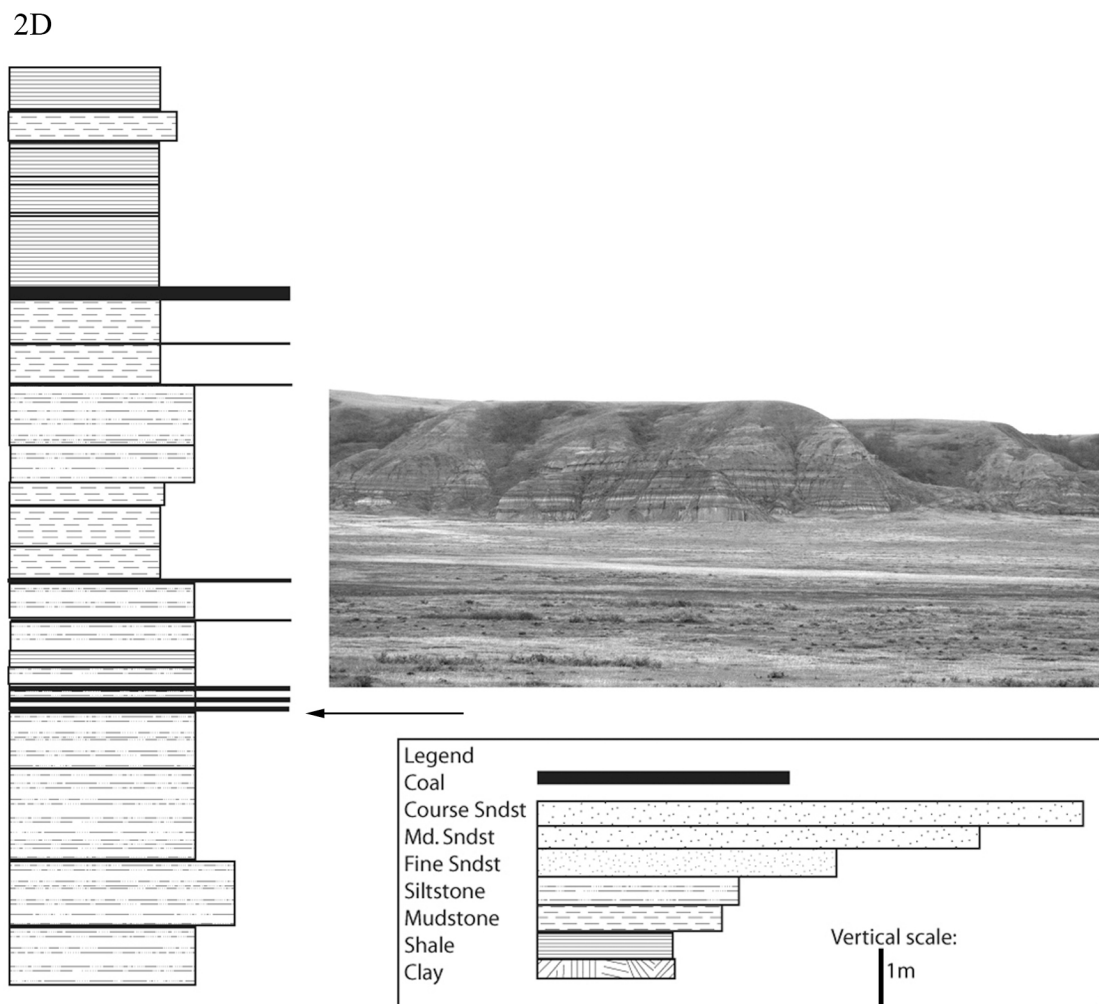 2D
Legend
Coal
Course Sndst
Md. Sndst
Fine Sndst
Siltstone
Mudstone
Shale
Clay
Vertical scale:
1m